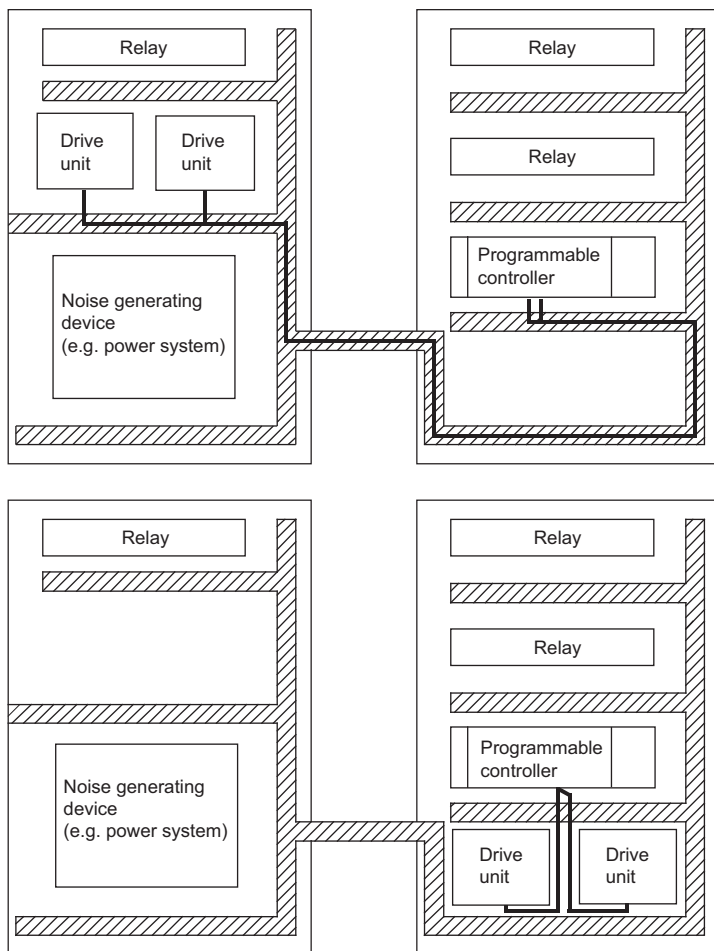 Relay
Drive
unit
Drive
unit
Noise generating
device
(e.g. power system)
Relay
Relay
Programmable
controller
Relay
Noise generating
device
(e.g. power system)
Relay
Relay
Programmable
controller
Drive
unit
Drive
unit